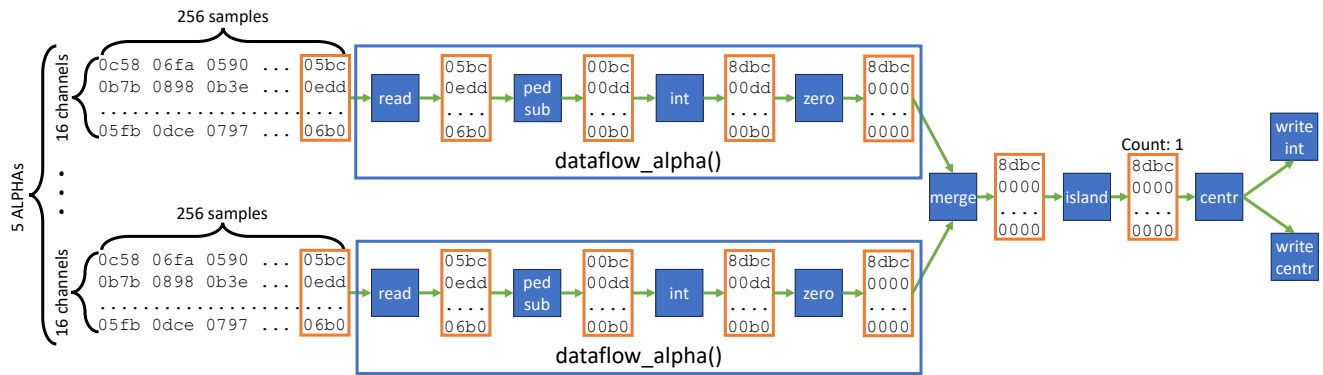 256 samples
5 ALPHAs
16 channels
0c58 06fa 0590 ... 05bc
0b7b 0898 0b3e ... 0edd
.......................
05fb 0dce 0797 ... 06b0
read
05bc
0edd
....
06b0
ped
sub
00bc
00dd
....
00b0
int
8dbc
00dd
....
00b0
zero
8dbc
0000
....
0000
dataflow_alpha()
.
.
.
256 samples
16 channels
0c58 06fa 0590 ... 05bc
0b7b 0898 0b3e ... 0edd
.......................
05fb 0dce 0797 ... 06b0
read
05bc
0edd
....
06b0
ped
sub
00bc
00dd
....
00b0
int
8dbc
00dd
....
00b0
zero
8dbc
0000
....
0000
dataflow_alpha()
merge
8dbc
0000
....
0000
island
Count: 1
8dbc
0000
....
0000
centr
write
int
write
centr